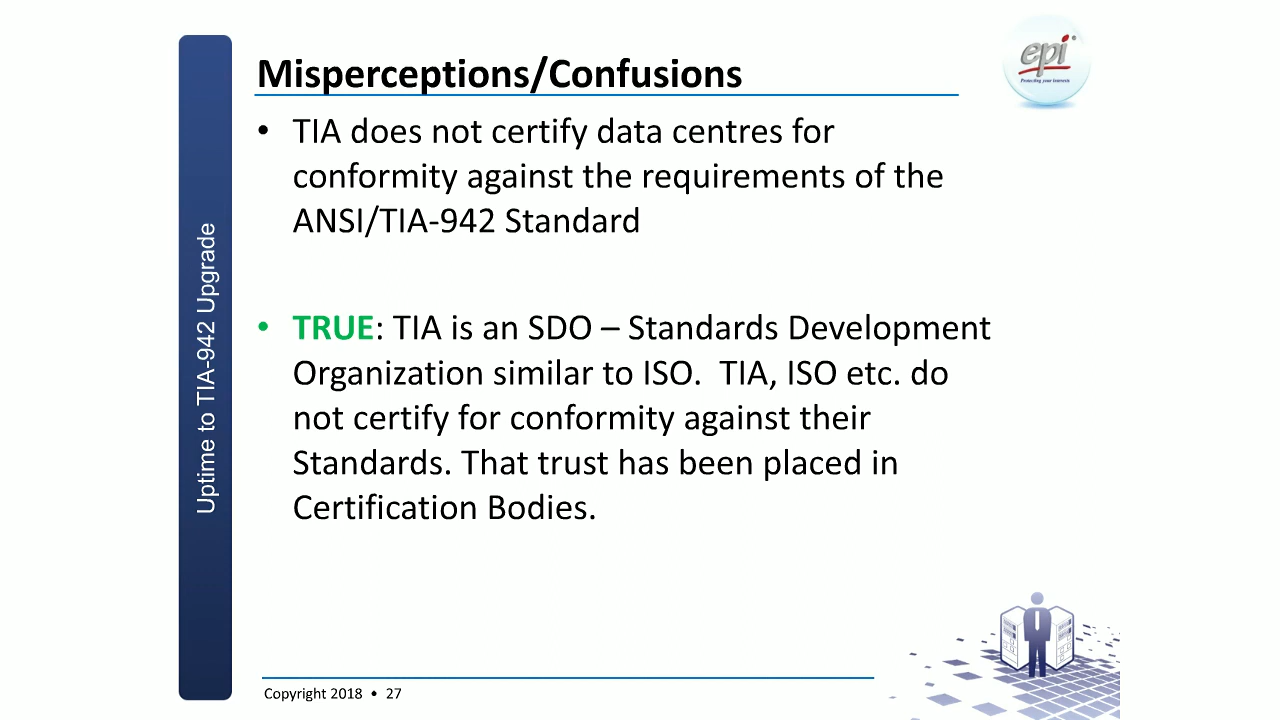 Misperceptions/Confusions
epi®
Protecting your business
• TIA does not certify data centres for
conformity against the requirements of the
ANSI/TIA-942 Standard
• TRUE: TIA is an SDO – Standards Development
Organization similar to ISO.  TIA, ISO etc. do
not certify for conformity against their
Standards. That trust has been placed in
Certification Bodies.
Uptime to TIA-942 Upgrade
Copyright 2018 • 27